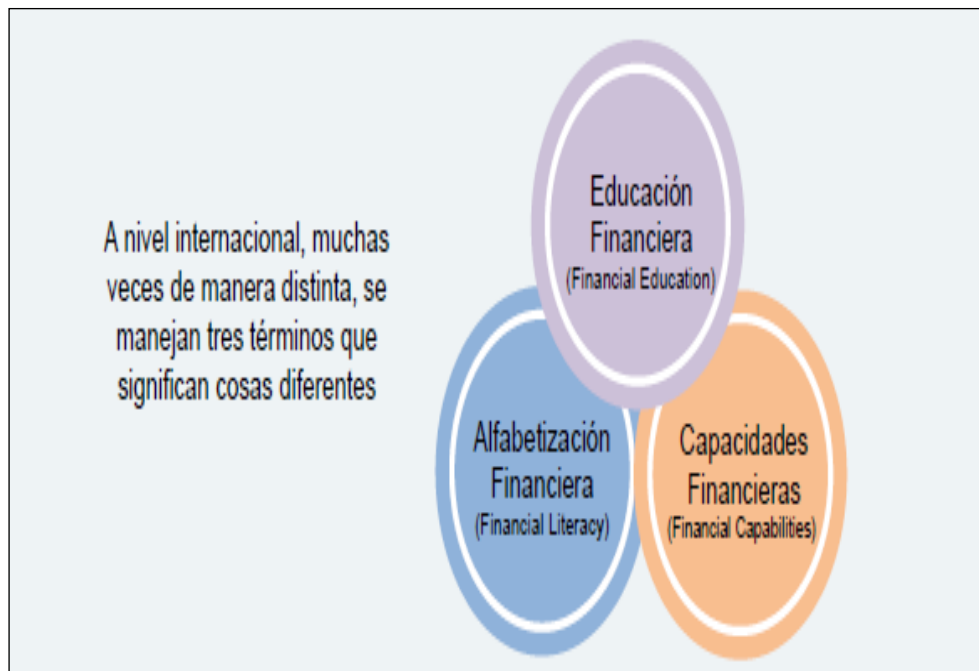 A nivel internacional, muchas
veces de manera distinta, se
manejan tres términos que
significan cosas diferentes
Educación
Financiera
(Financial Education)
Alfabetización
Financiera
(Financial Literacy)
Capacidades
Financieras
(Financial Capabilities)